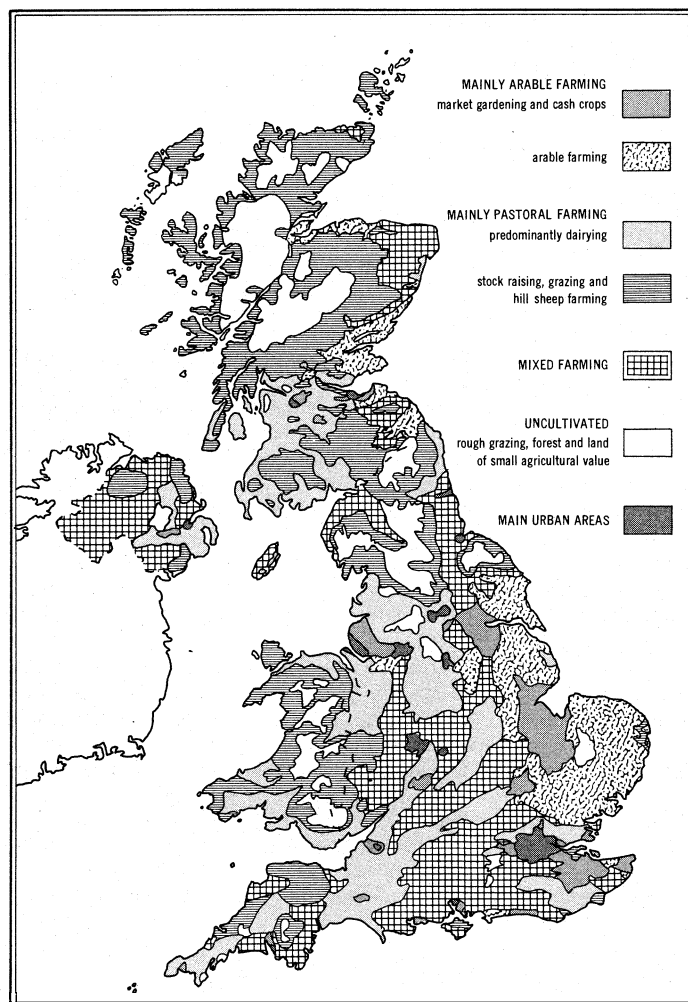 MAINLY ARABLE FARMING
market gardening and cash crops
arable farming
MAINLY PASTORAL FARMING
predominantly dairying
stock raising, grazing and
hill sheep farming
MIXED FARMING
UNCULTIVATED
rough grazing, forest and land
of small agricultural value
MAIN URBAN AREAS